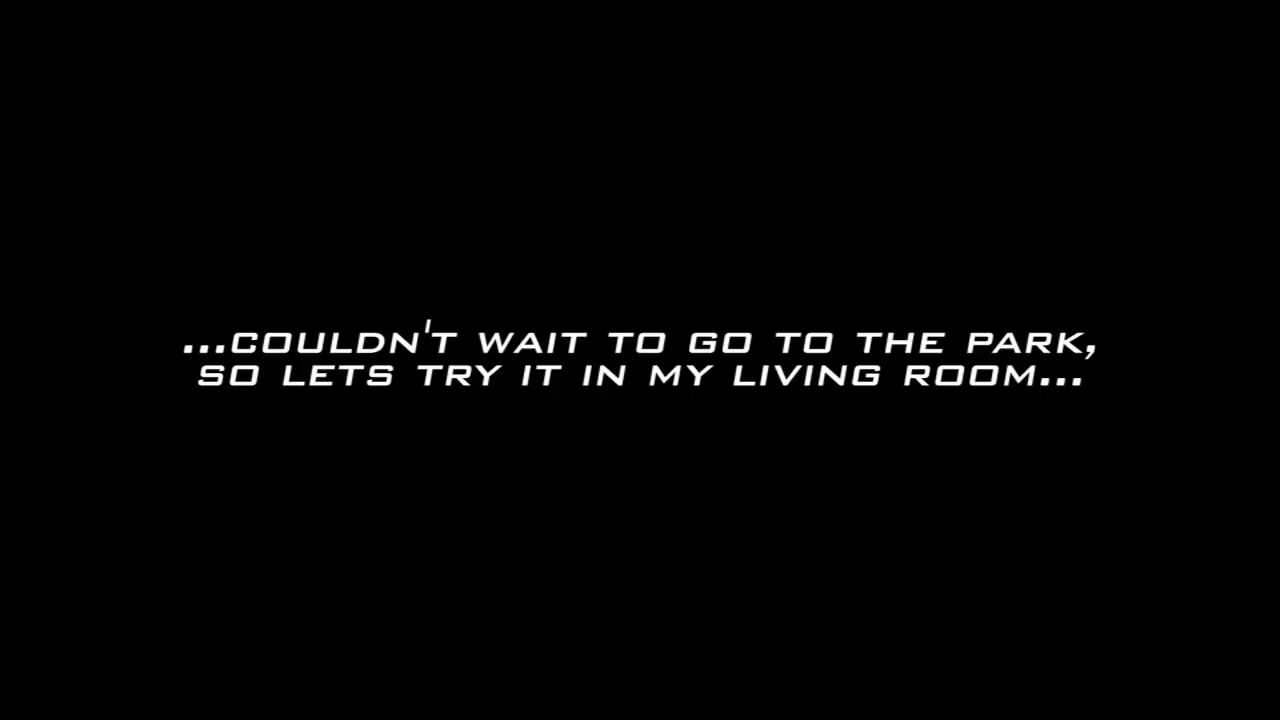 ...COULDN'T WAIT TO GO TO THE PARK,
SO LETS TRY IT IN MY LIVING ROOM...